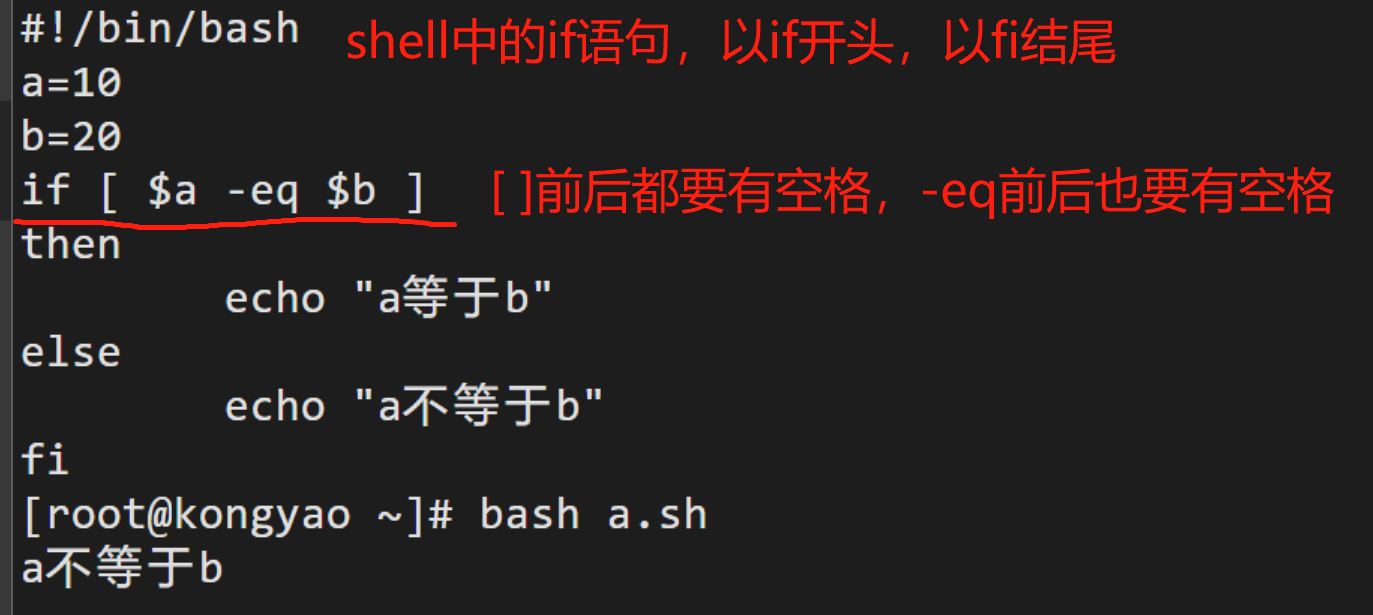 #!/bin/bash
shell中的if语句，以if开头，以fi结尾
a=10
b=20
if [ $a -eq $b ]
[ ]前后都要有空格，-eq前后也要有空格
then
echo "a等于b"
else
echo "a不等于b"
fi
[root@kongyao ~]# bash a.sh
a不等于b